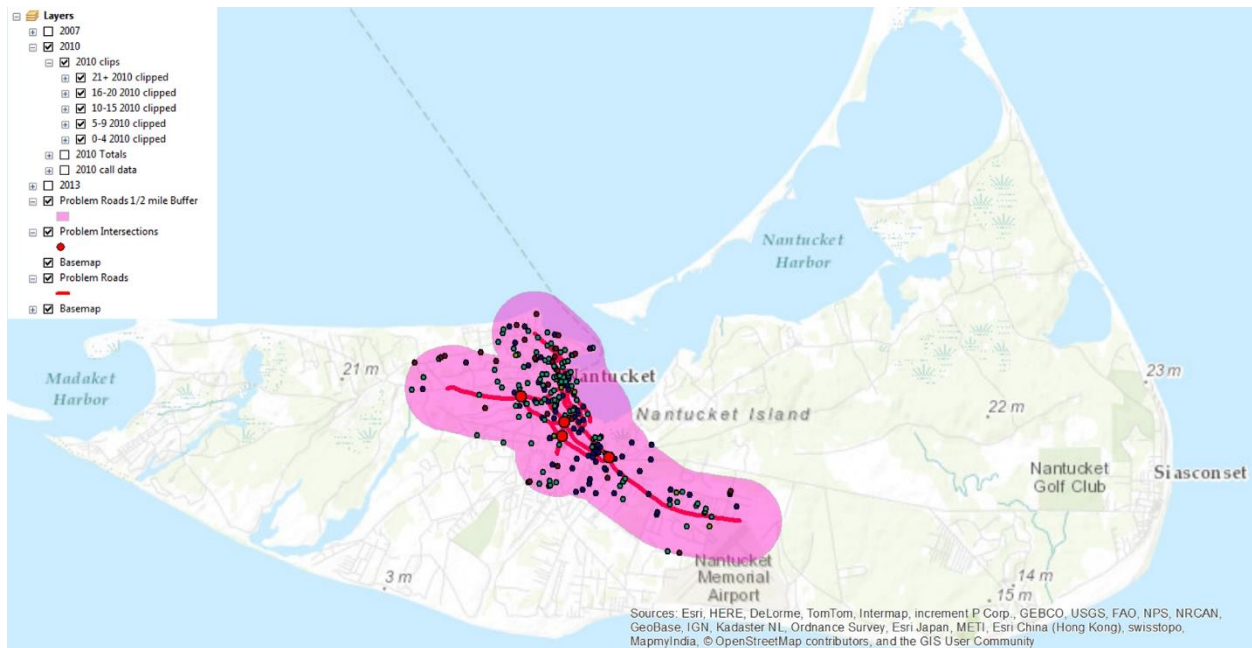 Layers
2007
2010
2010 clips
21+ 2010 clipped
16-20 2010 clipped
10-15 2010 clipped
5-9 2010 clipped
0-4 2010 clipped
2010 Totals
2010 call data
2013
Problem Roads 1/2 mile Buffer
Problem Intersections
Basemap
Problem Roads
Basemap
Nantucket
Harbor
Madaket
Harbor
21 m
Nantucket
Nantucket Island
22 m
23 m
Nantucket
Golf Club
Siasconset
3 m
Nantucket
Memorial
Airport
14 m
15 m
Sources: Esri, HERE, DeLorme, TomTom, Intermap, increment P Corp., GEBCO, USGS, FAO, NPS, NRCAN,
GeoBase, IGN, Kadaster NL, Ordnance Survey, Esri Japan, METI, Esri China (Hong Kong), swisstopo,
MapmyIndia, © OpenStreetMap contributors, and the GIS User Community